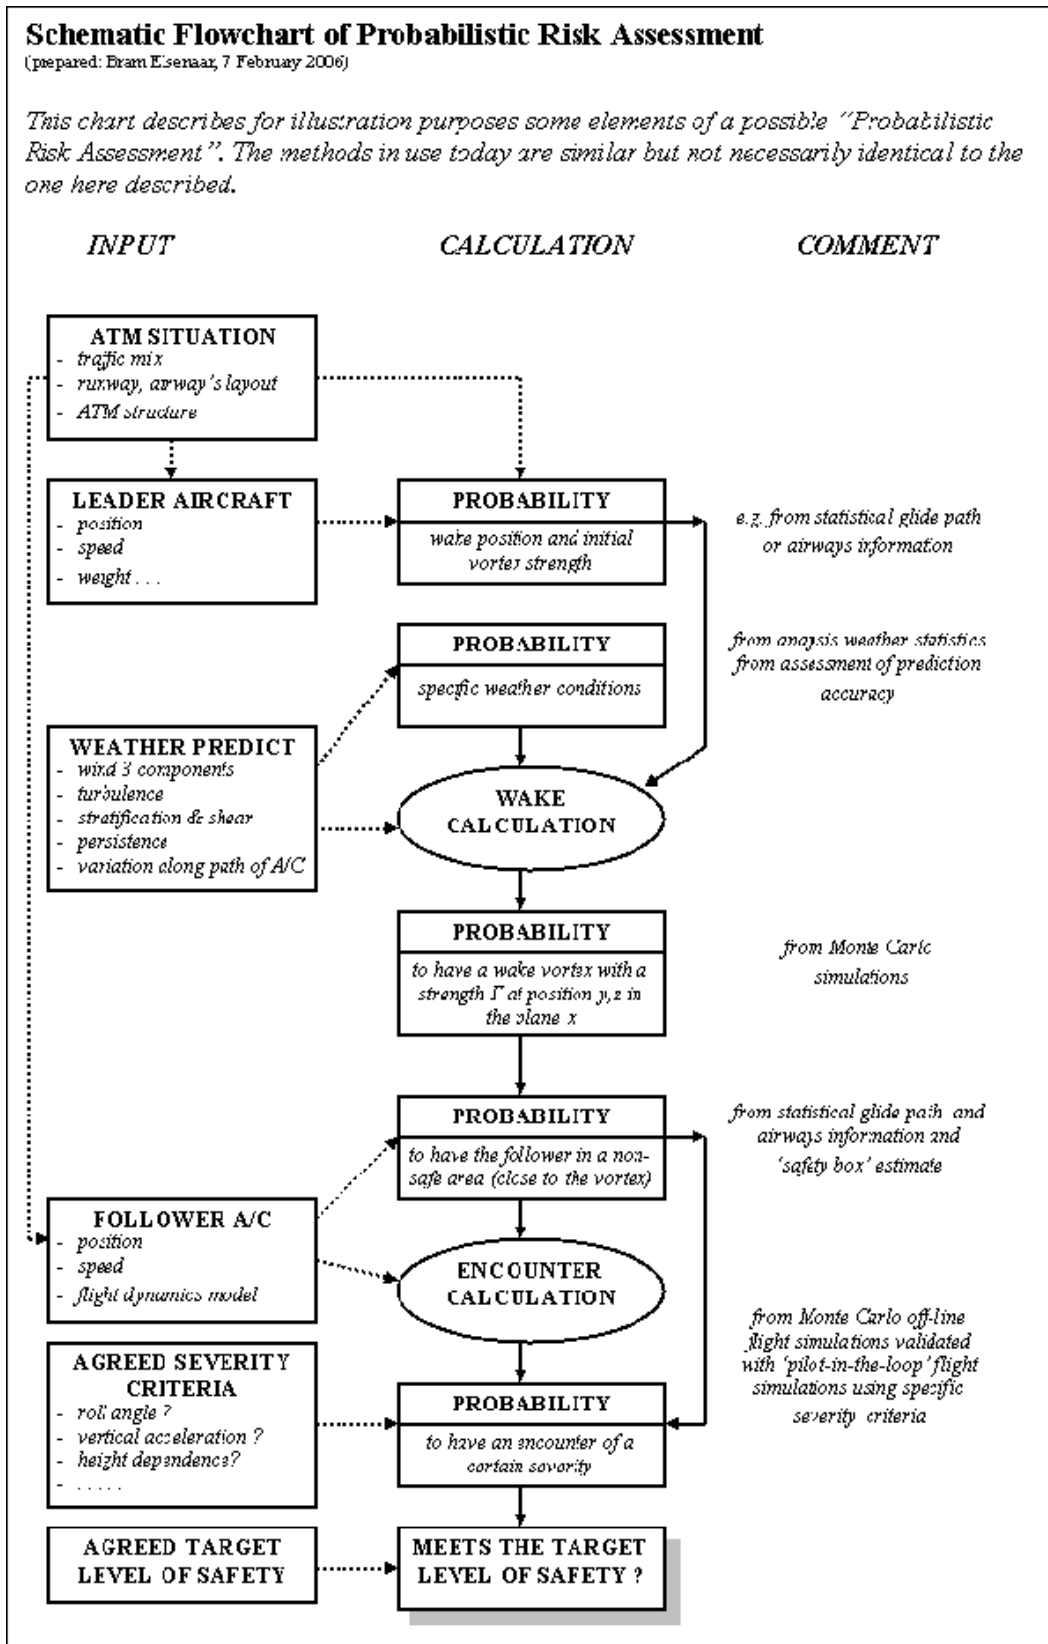 Schematic Flowchart of Probabilistic Risk Assessment
(prepared: Bram Elsenaar, 7 February 2006)
This chart describes for illustration purposes some elements of a possible “Probabilistic
Risk Assessment”. The methods in use today are similar but not necessarily identical to the
one here described.
INPUT
CALCULATION
COMMENT
ATM SITUATION
- traffic mix
- runway, airway’s layout
- ATM structure
LEADER AIRCRAFT
- position
- speed
- weight . . .
PROBABILITY
wake position and initial
vortex strength
e.g. from statistical glide path
or airways information
PROBABILITY
specific weather conditions
from anaysis weather statistics
from assessment of prediction
accuracy
WEATHER PREDICT
- wind 3 components
- turbulence
- stratification & shear
- persistence
- variation along path of A/C
WAKE
CALCULATION
PROBABILITY
to have a wake vortex with a
strength Γ at position y,z in
the plane x
from Monte Carlo
simulations
PROBABILITY
to have the follower in a non-
safe area (close to the vortex)
from statistical glide path and
airways information and
‘safety box’ estimate
FOLLOWER A/C
- position
- speed
- flight dynamics model
ENCOUNTER
CALCULATION
from Monte Carlo off-line
flight simulations validated
with ‘pilot-in-the-loop’ flight
simulations using specific
severity criteria
AGREED SEVERITY
CRITERIA
- roll angle ?
- vertical acceleration ?
- height dependence?
- . . . . .
PROBABILITY
to have an encounter of a
certain severity
AGREED TARGET
LEVEL OF SAFETY
MEETS THE TARGET
LEVEL OF SAFETY ?